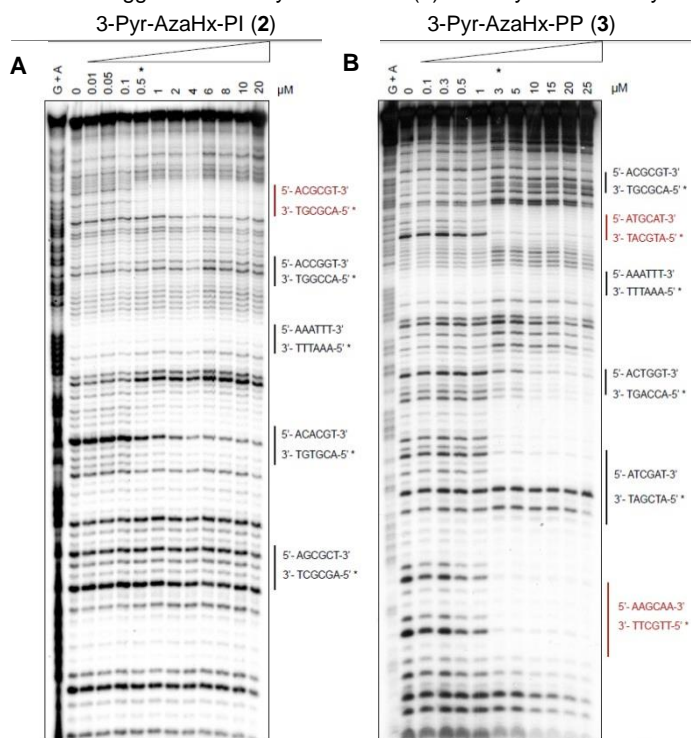 3-Pyr-AzaHx-PI (2)
3-Pyr-AzaHx-PP (3)
A
G + A
0
0.01
0.05
0.1
0.5 *
1
2
4
6
8
10
20
µM
5'- ACGCGT-3'
3'- TGCGCA-5' *
5'- ACCGGT-3'
3'- TGGCCA-5' *
5'- AAATTT-3'
3'- TTTAAA-5' *
5'- ACACGT-3'
3'- TGTGCA-5' *
5'- AGCGCT-3'
3'- TCGCGA-5' *
B
G + A
0
0.1
0.3
0.5
1
3 *
5
10
15
20
25
µM
5'- ACGCGT-3'
3'- TGCGCA-5' *
5'- ATGCAT-3'
3'- TACGTA-5' *
5'- AAATTT-3'
3'- TTTAAA-5' *
5'- ACTGGT-3'
3'- TGACCA-5' *
5'- ATCGAT-3'
3'- TAGCTA-5' *
5'- AAGCAA-3'
3'- TTCGTT-5' *